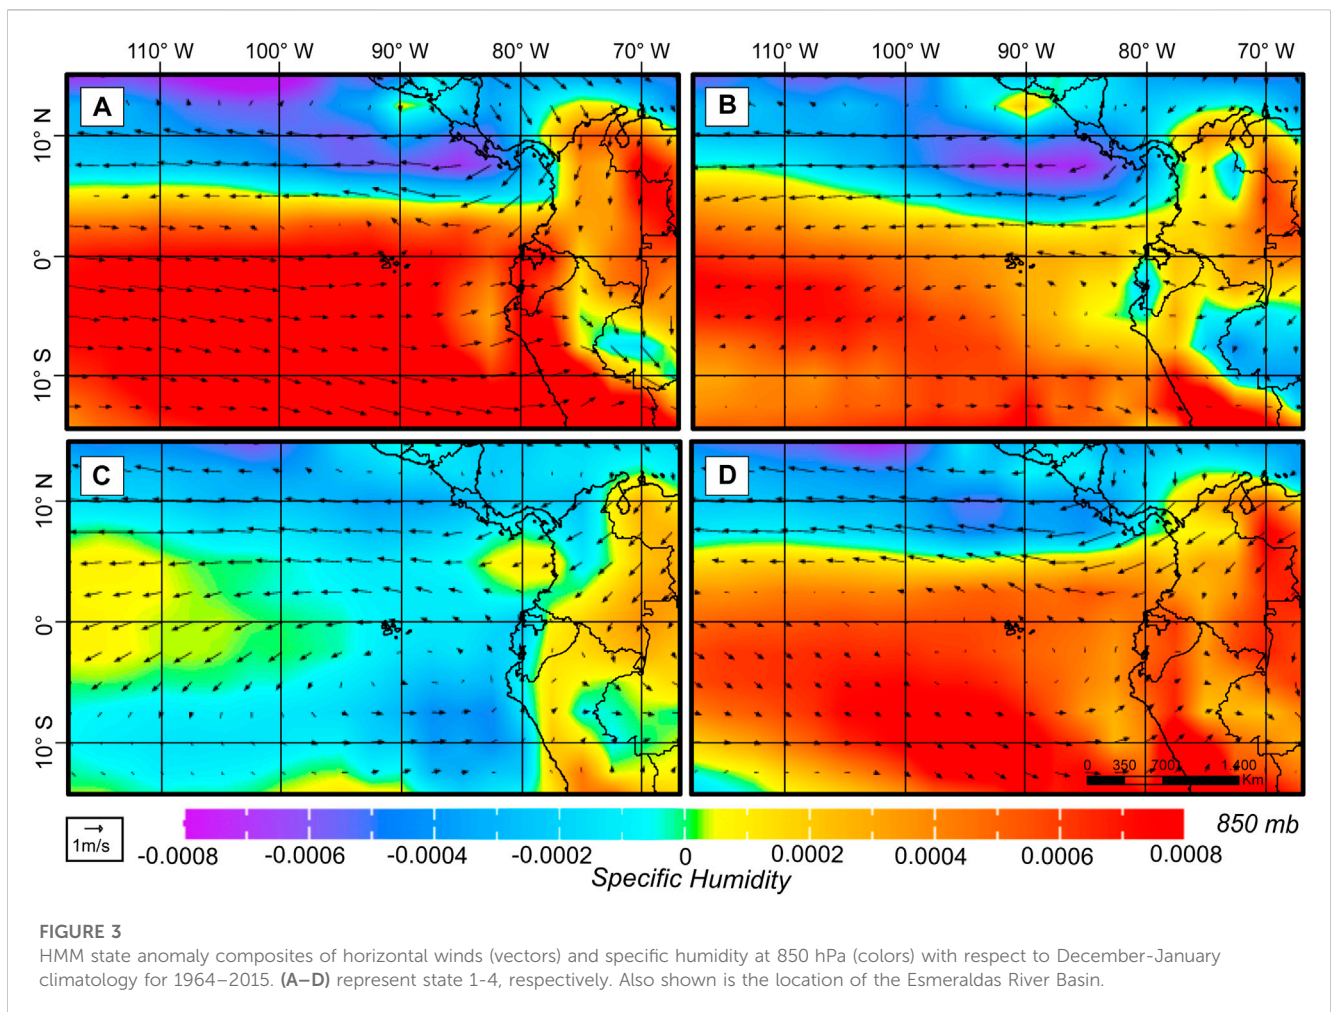 110° W 100° W 90° W 80° W 70° W 110° W 100° W 90° W 80° W 70° W
A B
10° N
0°
10° S
C D
10° N
0°
10° S
0 350 700 1.400
Km
1m/s
850 mb
-0.0008 -0.0006 -0.0004 -0.0002 0 0.0002 0.0004 0.0006 0.0008
Specific Humidity
FIGURE 3
HMM state anomaly composites of horizontal winds (vectors) and specific humidity at 850 hPa (colors) with respect to December-January
climatology for 1964–2015. (A–D) represent state 1-4, respectively. Also shown is the location of the Esmeraldas River Basin.